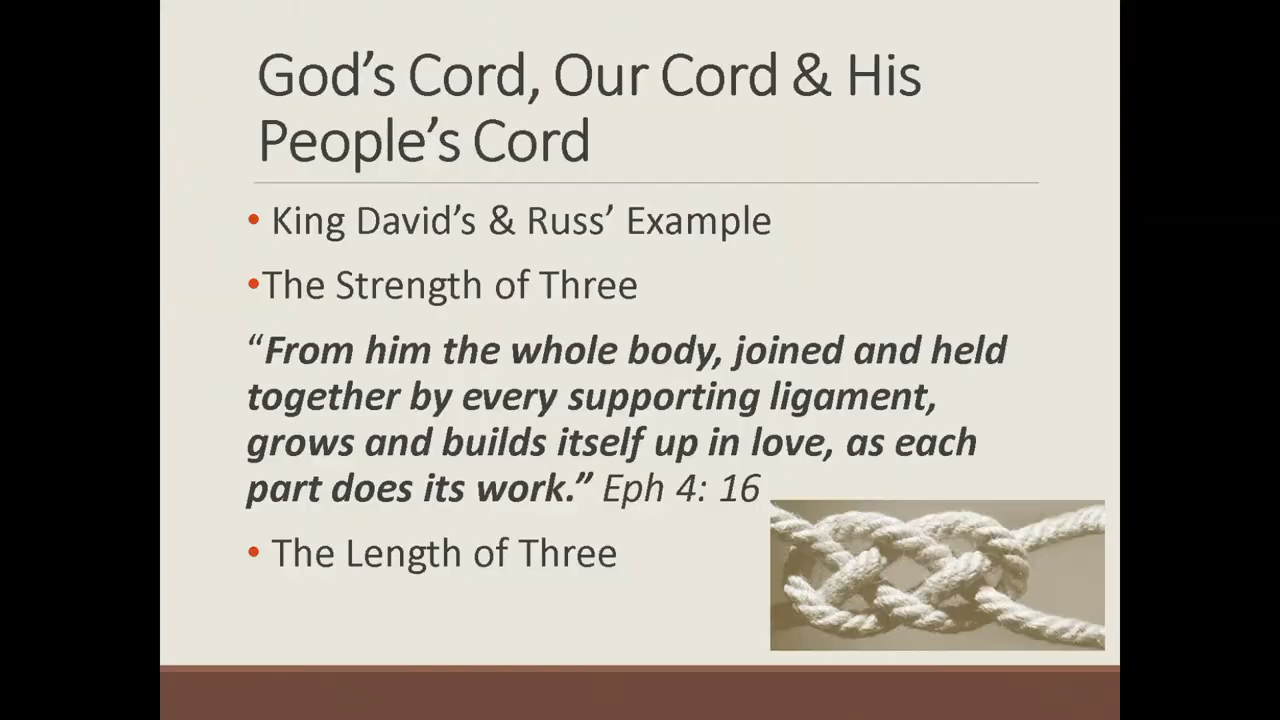 God’s Cord, Our Cord & His
People’s Cord
• King David’s & Russ’ Example
•The Strength of Three
“From him the whole body, joined and held
together by every supporting ligament,
grows and builds itself up in love, as each
part does its work.” Eph 4: 16
• The Length of Three